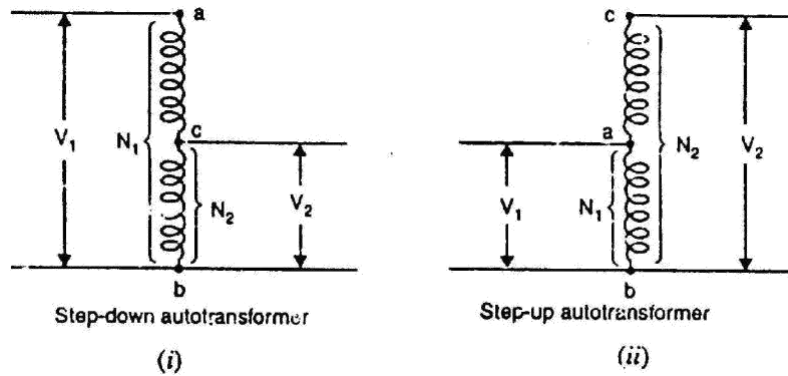 a
V1
N1
c
N2
V2
b
Step-down autotransformer
(i)
c
a
N2
V2
V1
N1
b
Step-up autotransformer
(ii)